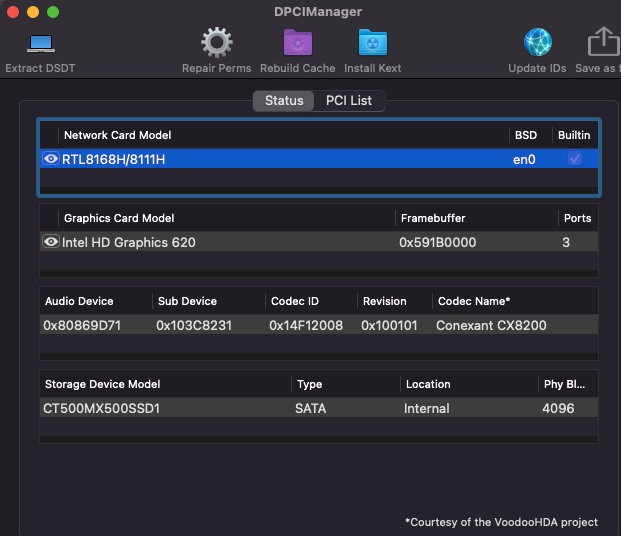 DPCIManager
Extract DSDT Repair Perms Rebuild Cache Install Kext Update IDs Save as t
Status PCI List
Network Card Model BSD Builtin
RTL8168H/8111H en0
Graphics Card Model Framebuffer Ports
Intel HD Graphics 620 0x591B0000 3
Audio Device Sub Device Codec ID Revision Codec Name*
0x80869D71 0x103C8231 0x14F12008 0x100101 Conexant CX8200
Storage Device Model Type Location Phy Bl...
CT500MX500SSD1 SATA Internal 4096
*Courtesy of the VoodooHDA project